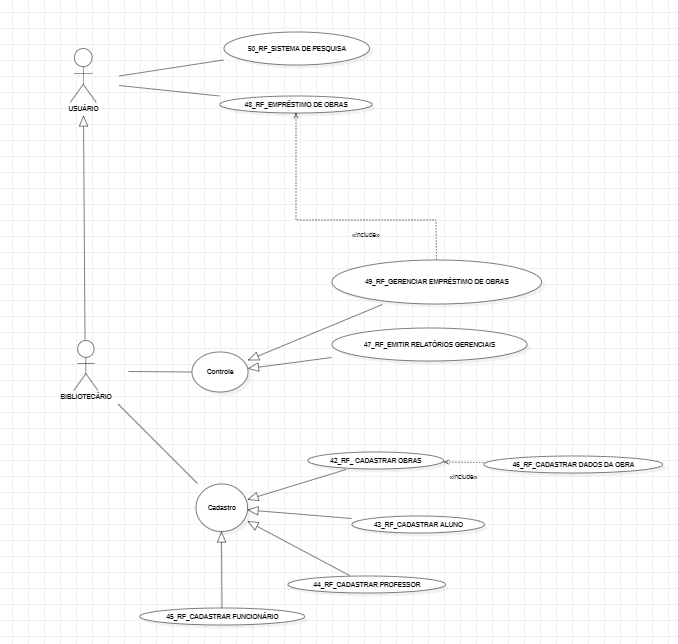 50_RF_SISTEMA DE PESQUISA
48_RF_EMPRÉSTIMO DE OBRAS
USUÁRIO
«include»
49_RF_GERENCIAR EMPRÉSTIMO DE OBRAS
47_RF_EMITIR RELATÓRIOS GERENCIAIS
Controle
BIBLIOTECÁRIO
42_RF_ CADASTRAR OBRAS
46_RF_CADASTRAR DADOS DA OBRA
«include»
Cadastro
43_RF_CADASTRAR ALUNO
44_RF_CADASTRAR PROFESSOR
45_RF_CADASTRAR FUNCIONÁRIO